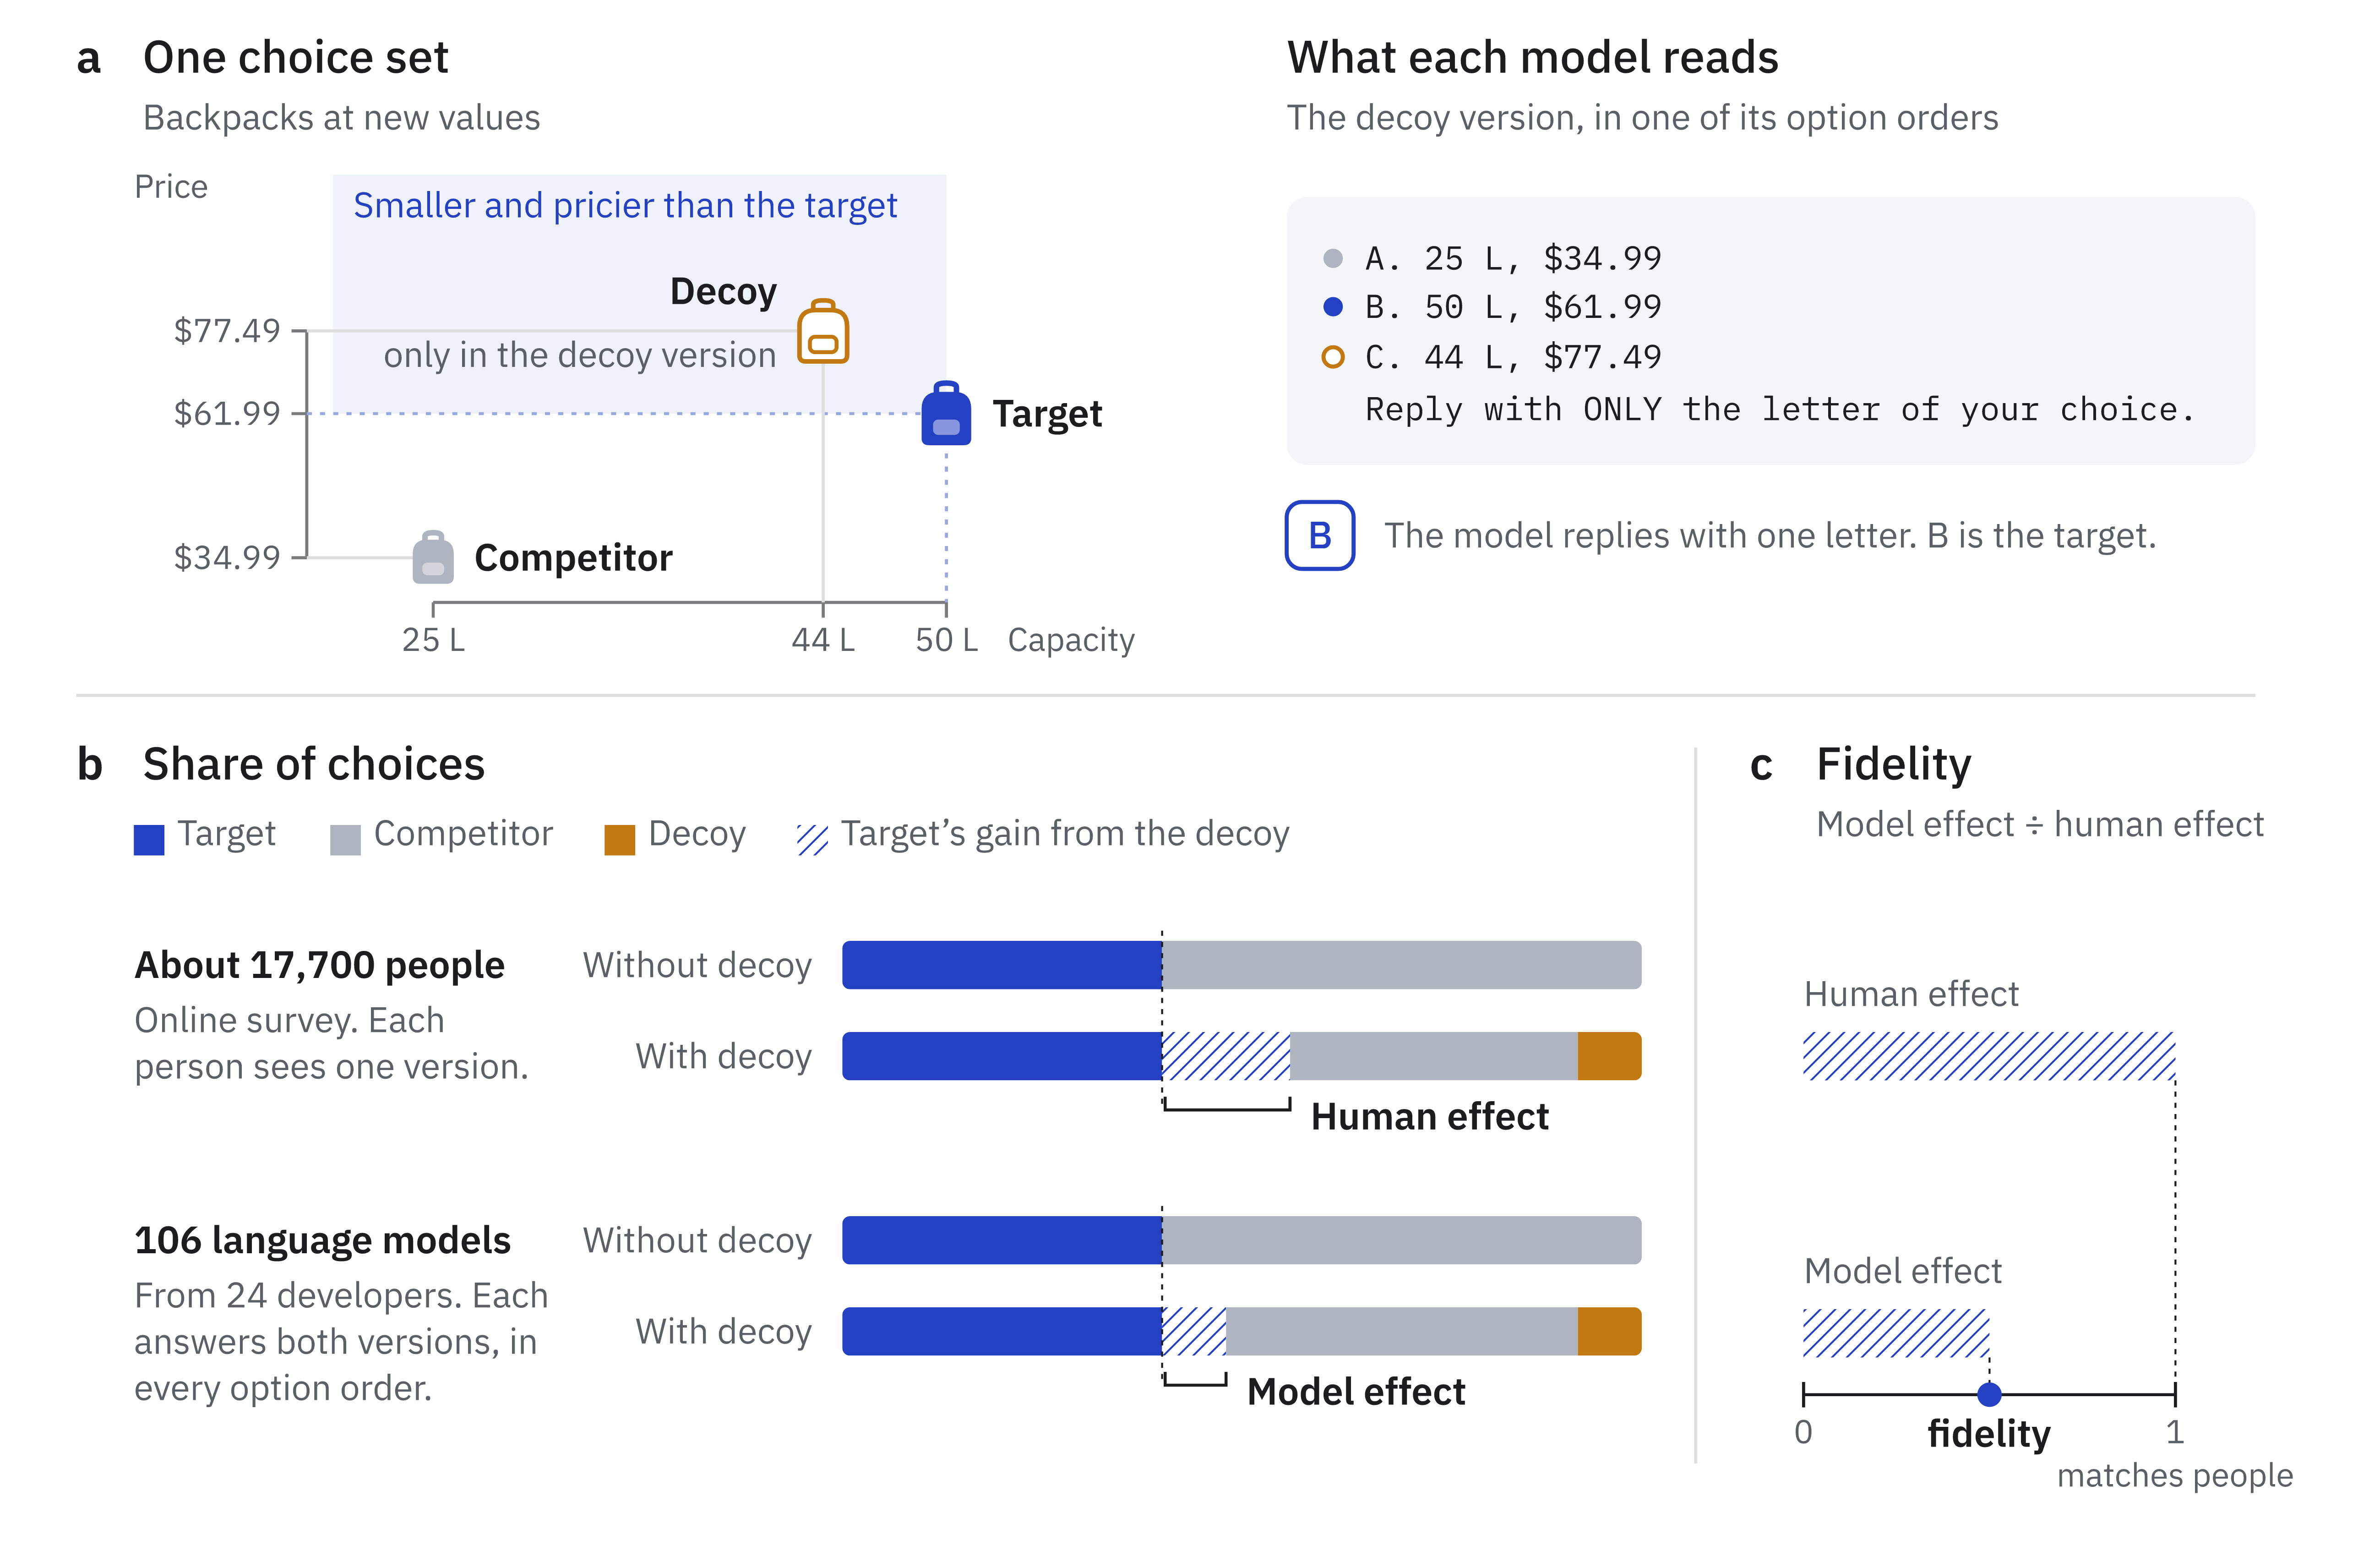 a One choice set
Backpacks at new values
Price
Smaller and pricier than the target
Decoy
only in the decoy version
$77.49
$61.99
$34.99
Target
Competitor
25 L
44 L
50 L
Capacity
What each model reads
The decoy version, in one of its option orders
A. 25 L, $34.99
B. 50 L, $61.99
C. 44 L, $77.49
Reply with ONLY the letter of your choice.
B
The model replies with one letter. B is the target.
b Share of choices
Target
Competitor
Decoy
Target’s gain from the decoy
About 17,700 people
Online survey. Each
person sees one version.
Without decoy
With decoy
Human effect
106 language models
From 24 developers. Each
answers both versions, in
every option order.
Without decoy
With decoy
Model effect
c Fidelity
Model effect ÷ human effect
Human effect
Model effect
0
fidelity
1
matches people